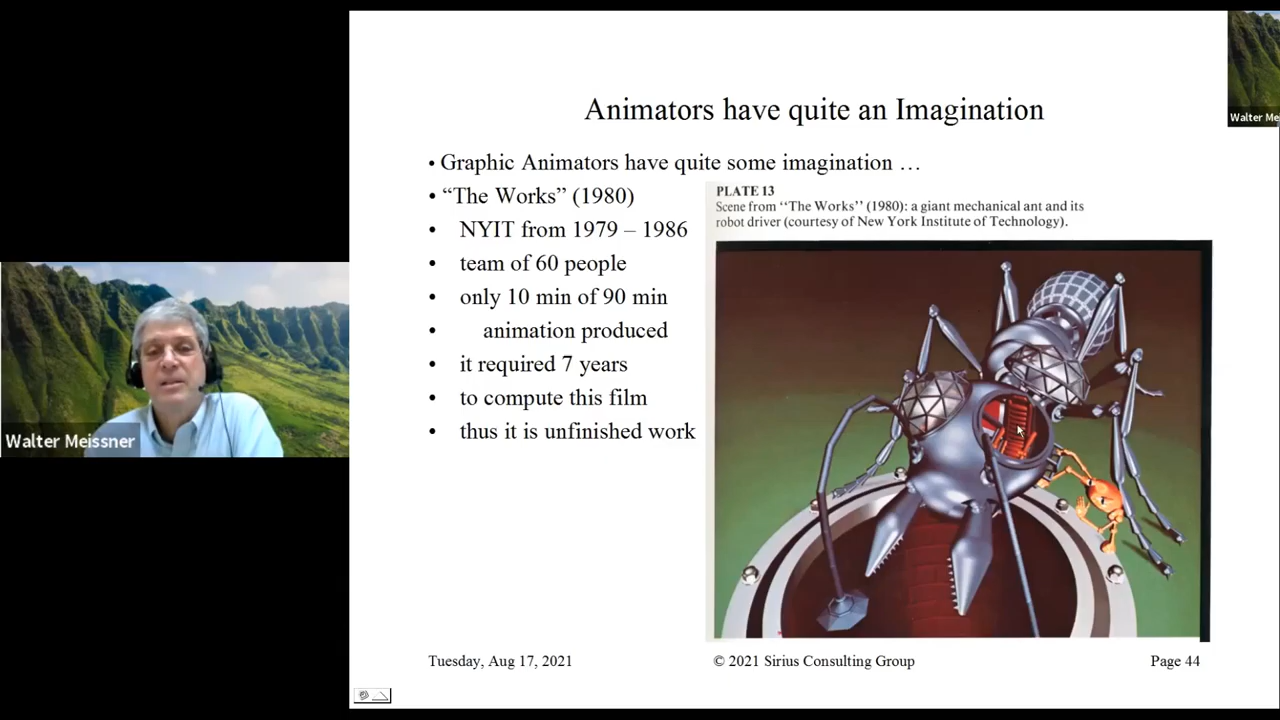 Animators have quite an Imagination
• Graphic Animators have quite some imagination …
• “The Works” (1980)
• NYIT from 1979 – 1986
• team of 60 people
• only 10 min of 90 min
• animation produced
• it required 7 years
• to compute this film
• thus it is unfinished work
PLATE 13
Scene from ‘‘The Works’’ (1980): a giant mechanical ant and its
robot driver (courtesy of New York Institute of Technology).
Walter Meissner
Walter Me
Tuesday, Aug 17, 2021
© 2021 Sirius Consulting Group
Page 44